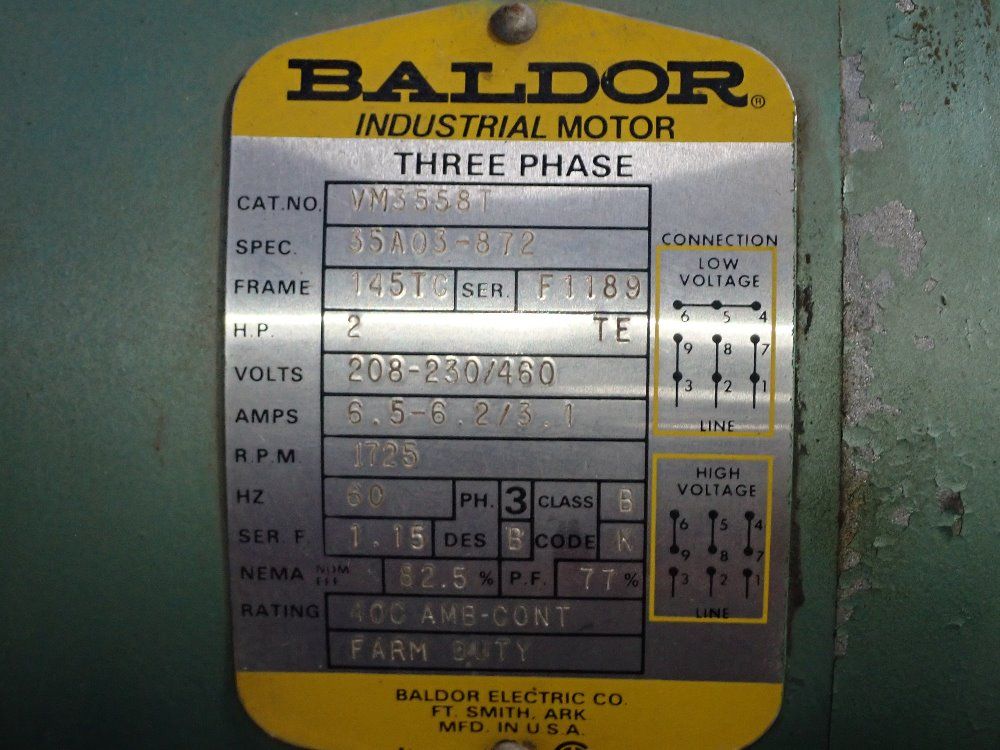 BALDOR ®
INDUSTRIAL MOTOR
THREE PHASE
CAT.NO. VM3558T
SPEC. 35A03-872
FRAME 145TC SER. F1189
H.P. 2 TE
VOLTS 208-230/460
AMPS 6.5-6.2/3.1
R.P.M 1725
HZ 60 PH. 3 CLASS B
SER. F. 1.15 DES B CODE K
NEMA NOM EFF 82.5 % P.F. 77 %
RATING 40C AMB-CONT
FARM DUTY
CONNECTION
LOW
VOLTAGE
6 5 4
9 8 7
3 2 1
LINE
HIGH
VOLTAGE
6 5 4
9 8 7
3 2 1
LINE
BALDOR ELECTRIC CO.
FT. SMITH, ARK
MFD. IN U.S.A.